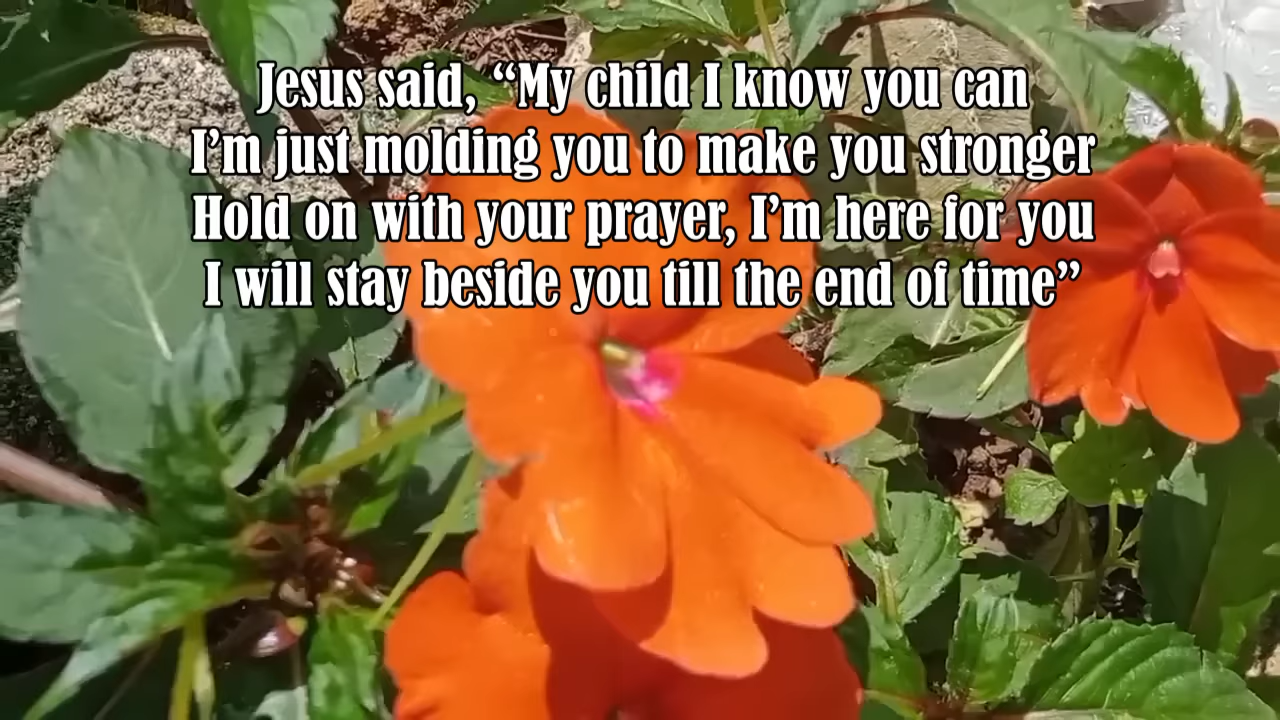 Jesus said, “My child I know you can
I’m just molding you to make you stronger
Hold on with your prayer, I’m here for you
I will stay beside you till the end of time”